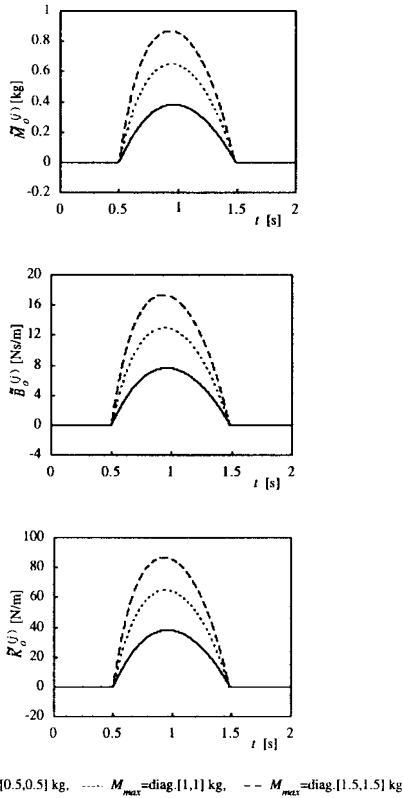 1
0.8
0.6
0.4
0.2
0
-0.2
M̃ₒ⁽ʲ⁾ [kg]
0 0.5 1 1.5 2
t [s]
20
16
12
8
4
0
-4
B̃ₒ⁽ʲ⁾ [Ns/m]
0 0.5 1 1.5 2
t [s]
100
80
60
40
20
0
-20
K̃ₒ⁽ʲ⁾ [N/m]
0 0.5 1 1.5 2
t [s]
[0.5,0.5] kg, ---- M_max=diag.[1,1] kg, -- M_max=diag.[1.5,1.5] kg